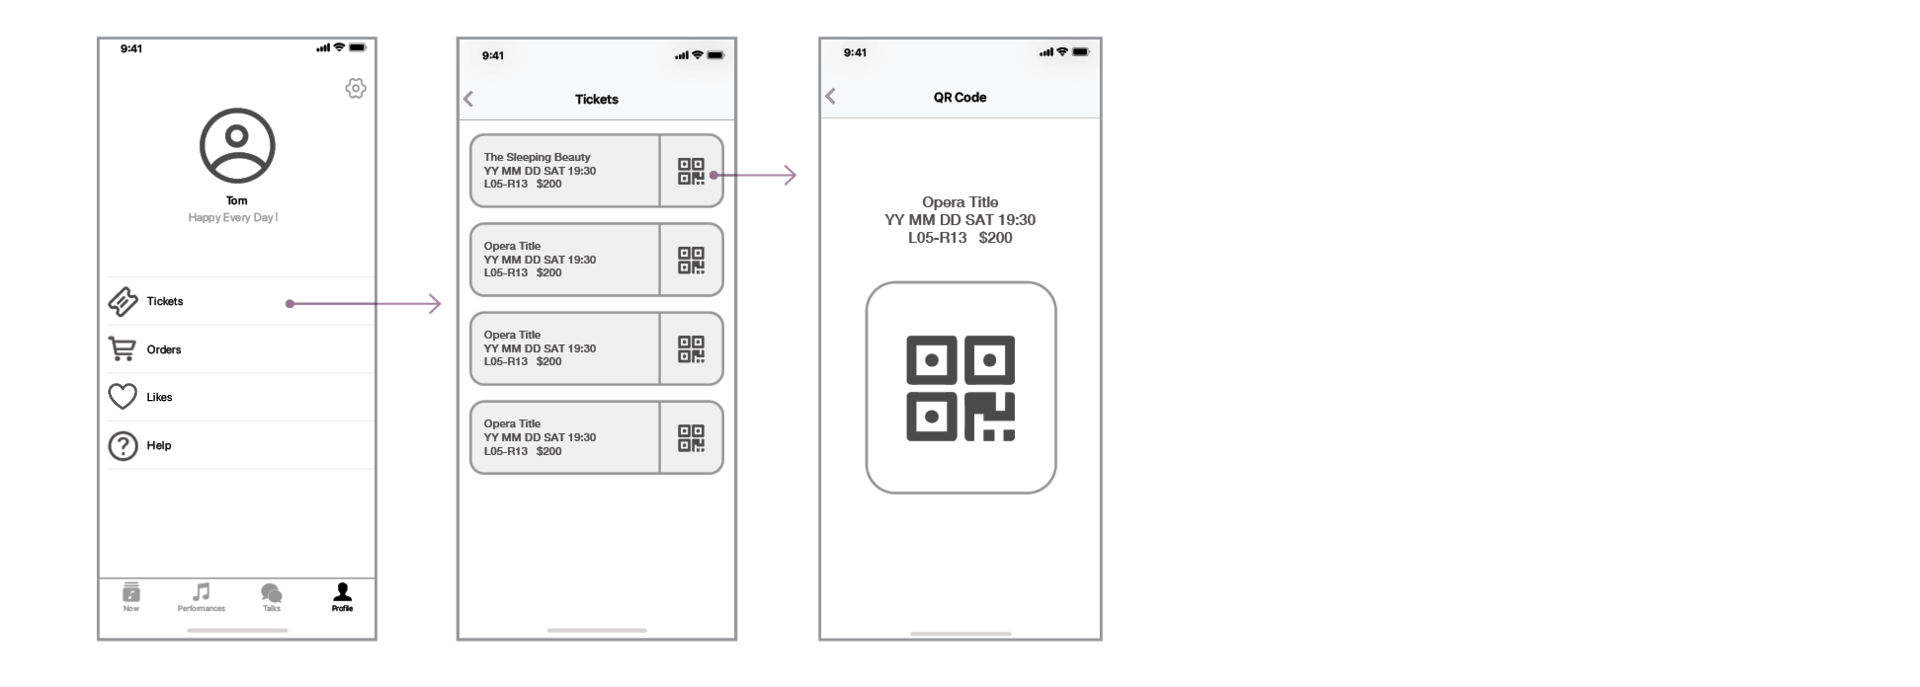 9:41
Tom
Happy Every Day!
Tickets
Orders
Likes
Help
Now
Performances
Talks
Profile
9:41
Tickets
The Sleeping Beauty
YY MM DD SAT 19:30
L05-R13 $200
Opera Title
YY MM DD SAT 19:30
L05-R13 $200
Opera Title
YY MM DD SAT 19:30
L05-R13 $200
Opera Title
YY MM DD SAT 19:30
L05-R13 $200
9:41
QR Code
Opera Title
YY MM DD SAT 19:30
L05-R13 $200